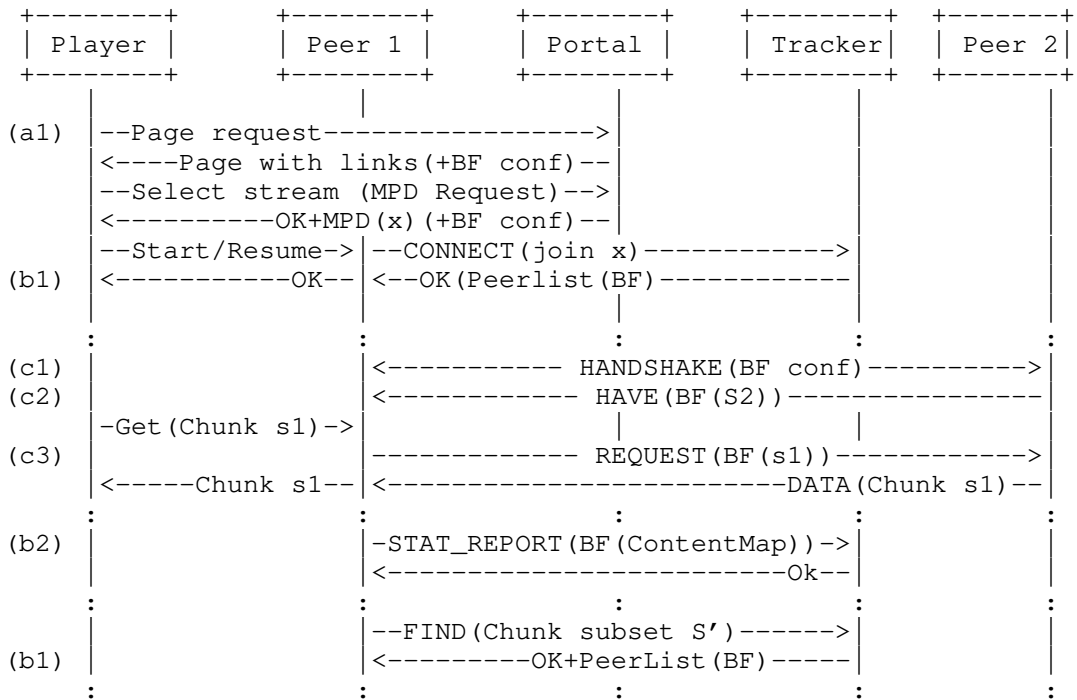 +--------+ +--------+ +--------+ +--------+ +-------+
| Player | | Peer 1 | | Portal | | Tracker| | Peer 2|
+--------+ +--------+ +--------+ +--------+ +-------+
| | | | |
(a1) |--Page request----------------->| | |
|<----Page with links(+BF conf)--| | |
|--Select stream (MPD Request)-->| | |
|<----------OK+MPD(x)(+BF conf)--| | |
|--Start/Resume->|--CONNECT(join x)------------>| |
(b1) |<-----------OK--|<--OK(Peerlist(BF)------------| |
| | | | |
: : : : :
(c1) | |<----------- HANDSHAKE(BF conf)---------->|
(c2) | |<------------ HAVE(BF(S2))----------------|
|-Get(Chunk s1)->| | | |
(c3) | |------------- REQUEST(BF(s1))------------>|
|<-----Chunk s1--|<-------------------------DATA(Chunk s1)--|
: : : : :
(b2) | |-STAT_REPORT(BF(ContentMap))->| |
| |<-------------------------Ok--| |
: : : : :
| |--FIND(Chunk subset S')------>| |
(b1) | |<---------OK+PeerList(BF)-----| |
: : : : :